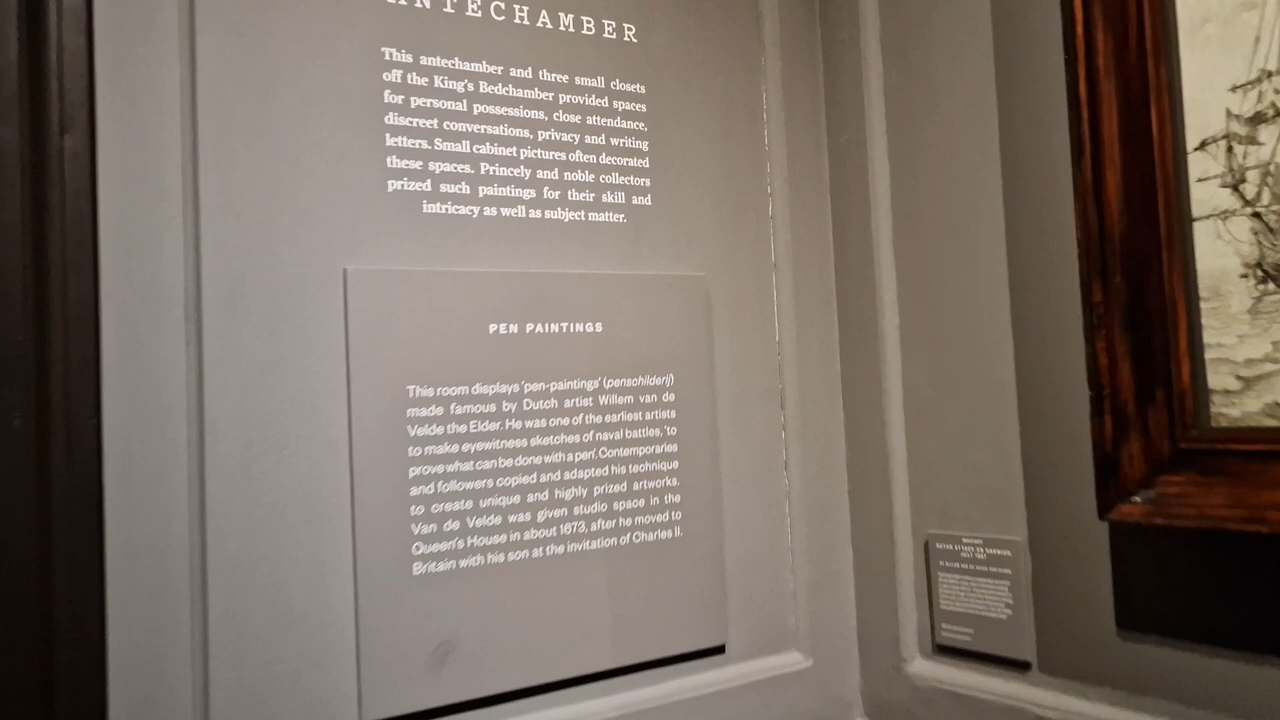 ANTECHAMBER
This antechamber and three small closets
off the King's Bedchamber provided spaces
for personal possessions, close attendance,
discreet conversations, privacy and writing
letters. Small cabinet pictures often decorated
these spaces. Princely and noble collectors
prized such paintings for their skill and
intricacy as well as subject matter.
PEN PAINTINGS
This room displays 'pen-paintings' (penschilderij)
made famous by Dutch artist Willem van de
Velde the Elder. He was one of the earliest artists
to make eyewitness sketches of naval battles, 'to
prove what can be done with a pen'. Contemporaries
and followers copied and adapted his technique
to create unique and highly prized artworks.
Van de Velde was given studio space in the
Queen's House in about 1673, after he moved to
Britain with his son at the invitation of Charles II.
DUTCH ATTACK ON HARWICH,
JULY 1667